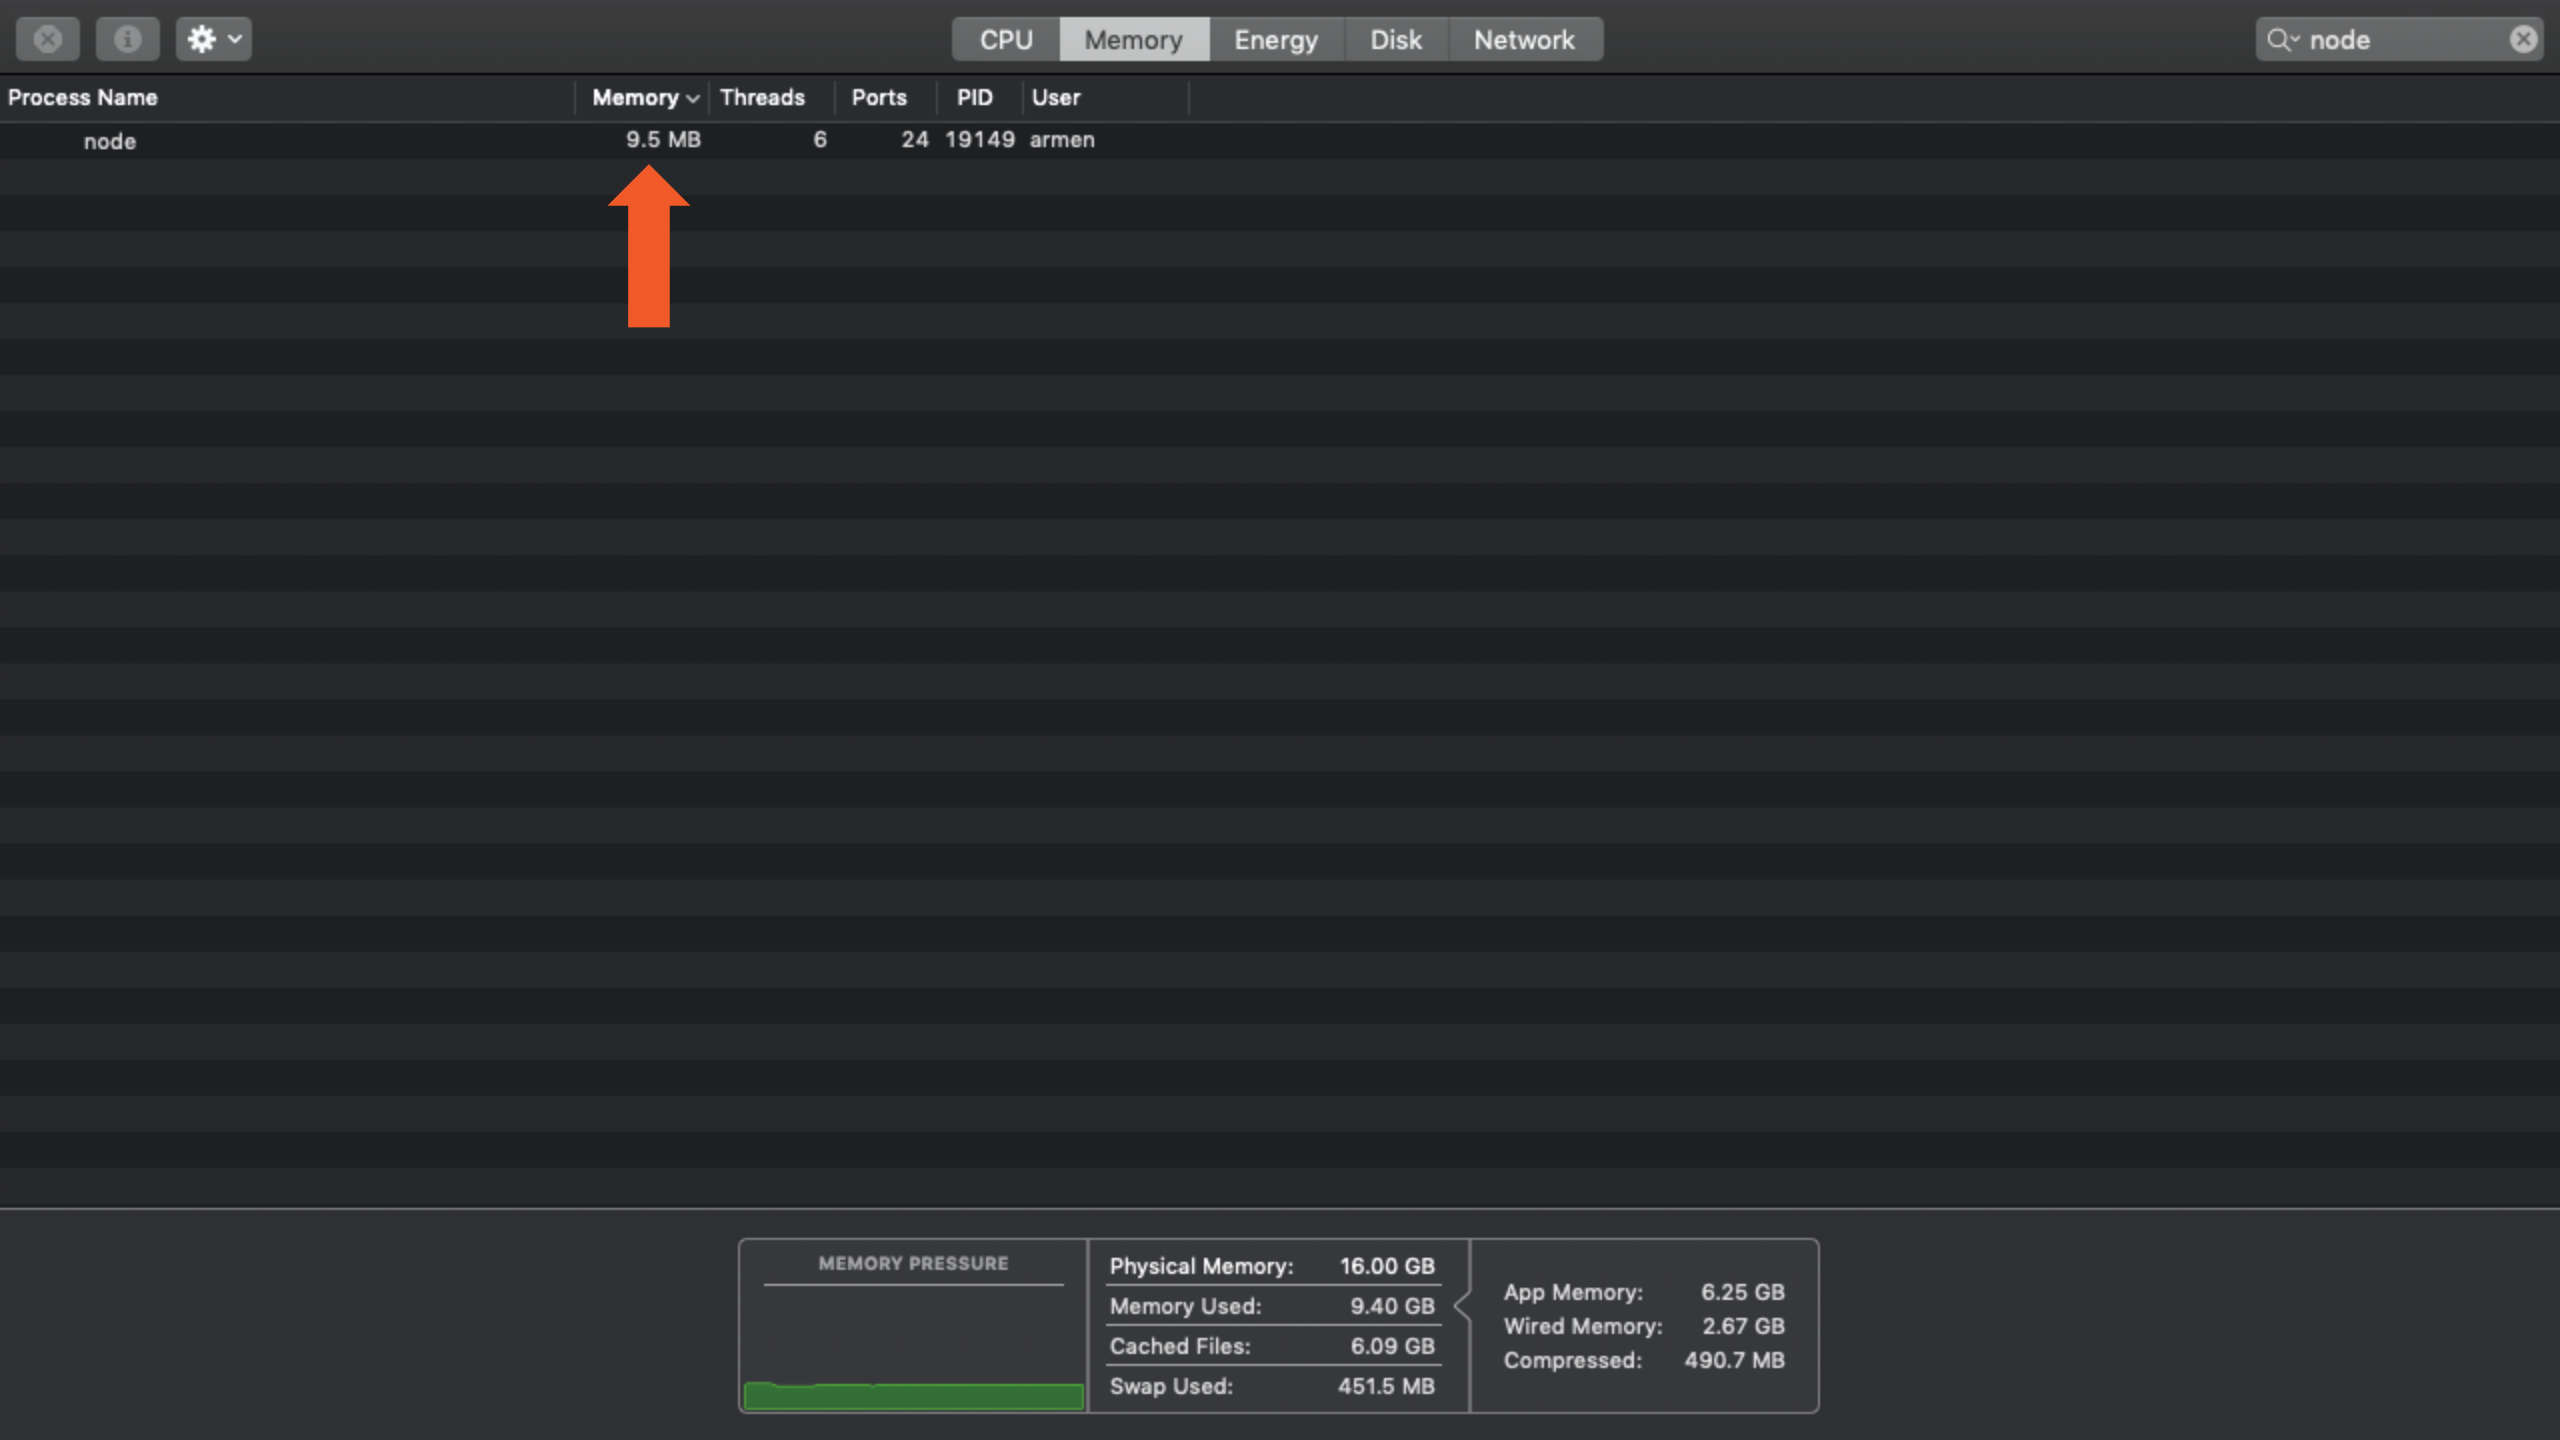 CPU Memory Energy Disk Network node
Process Name Memory Threads Ports PID User
node 9.5 MB 6 24 19149 armen
MEMORY PRESSURE
Physical Memory: 16.00 GB
Memory Used: 9.40 GB
Cached Files: 6.09 GB
Swap Used: 451.5 MB
App Memory: 6.25 GB
Wired Memory: 2.67 GB
Compressed: 490.7 MB